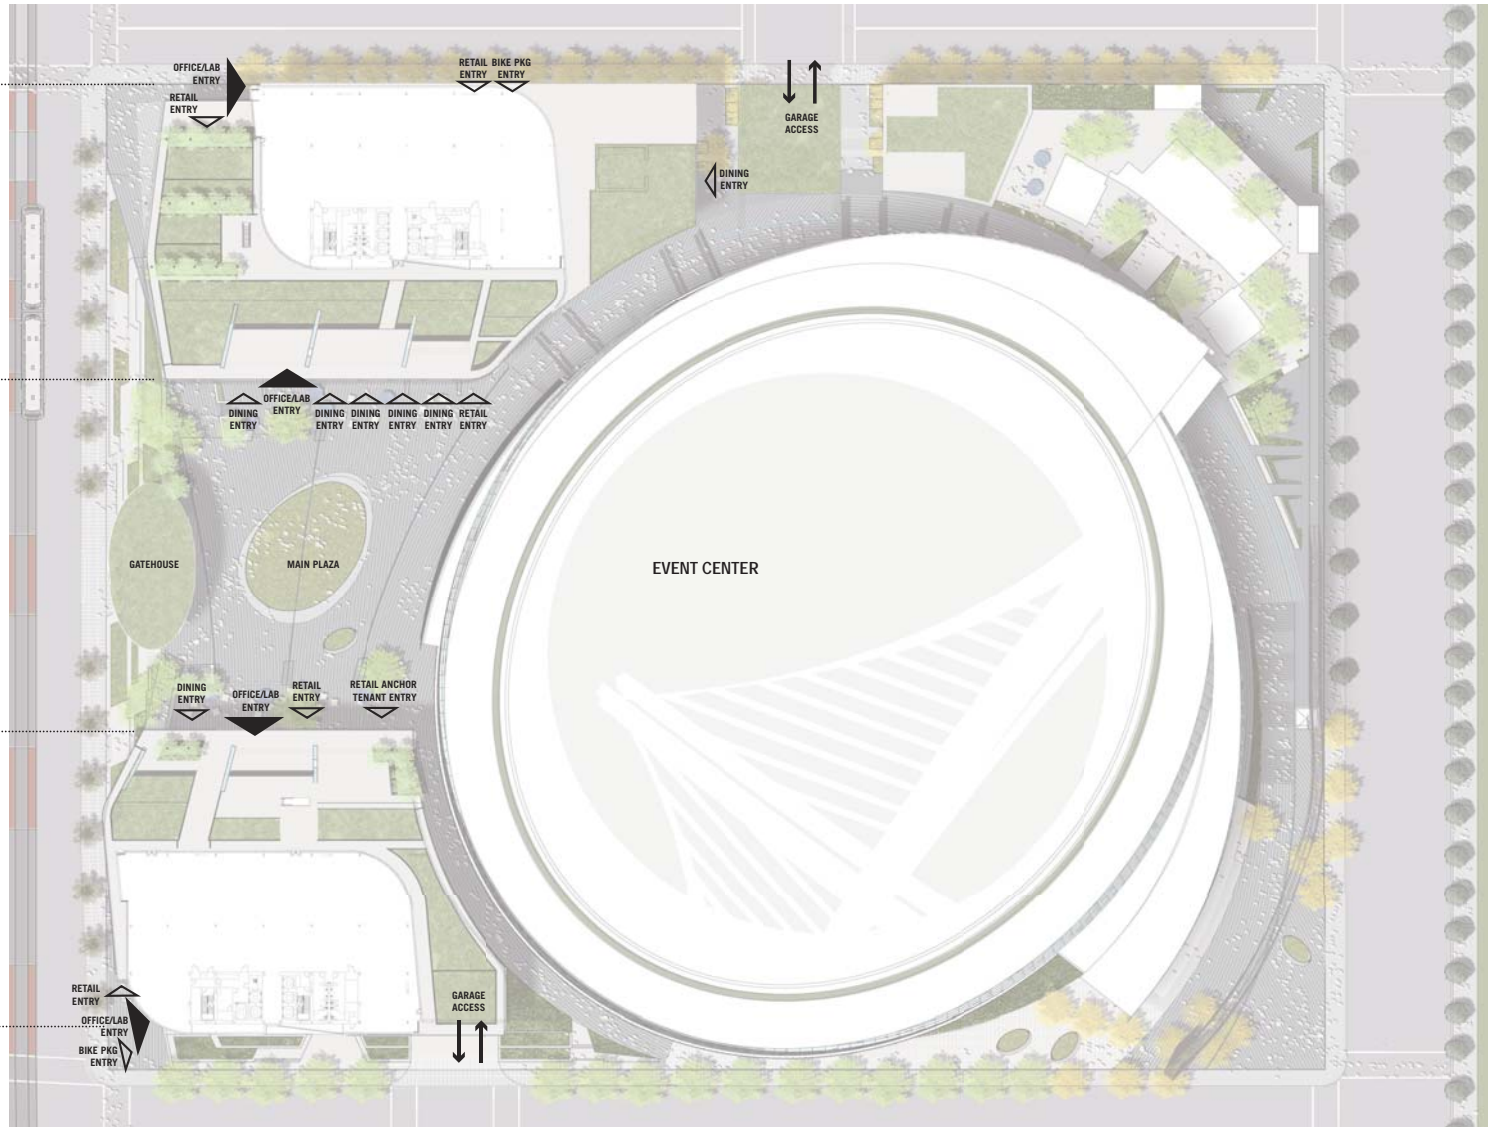 OFFICE/LAB
ENTRY
RETAIL
ENTRY
RETAIL
ENTRY
BIKE PKG
ENTRY
GARAGE
ACCESS
DINING
ENTRY
DINING
ENTRY
OFFICE/LAB
ENTRY
DINING
ENTRY
DINING
ENTRY
DINING
ENTRY
DINING
ENTRY
RETAIL
ENTRY
GATEHOUSE
MAIN PLAZA
EVENT CENTER
DINING
ENTRY
OFFICE/LAB
ENTRY
RETAIL
ENTRY
RETAIL ANCHOR
TENANT ENTRY
RETAIL
ENTRY
OFFICE/LAB
ENTRY
BIKE PKG
ENTRY
GARAGE
ACCESS